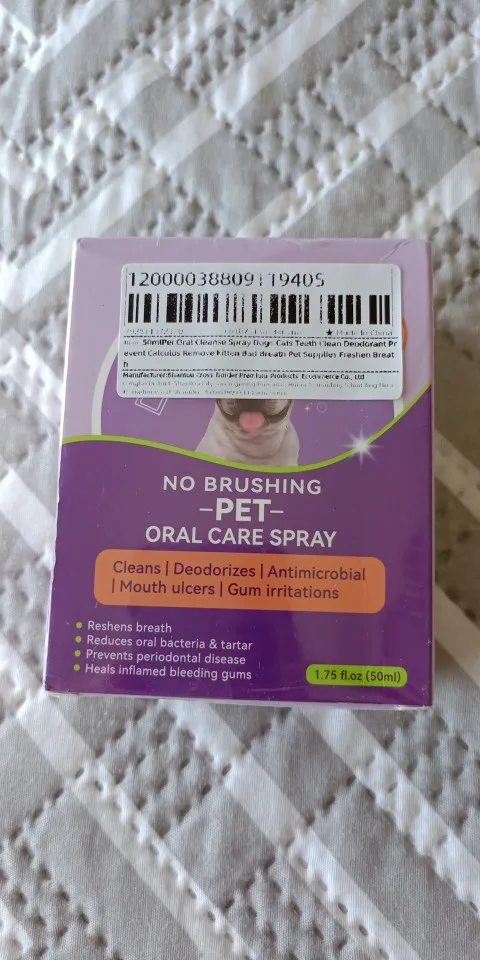 12000038809119405
Made in China
50ml Pet Oral Cleanse Spray Dogs Cats Teeth Clean Deodorant Pr
event Calculus Remove Kitten Bad Breath Pet Supplies Freshen Breat
h
NO BRUSHING
-PET-
ORAL CARE SPRAY
Cleans | Deodorizes | Antimicrobial
| Mouth ulcers | Gum irritations
Reshens breath
Reduces oral bacteria & tartar
Prevents periodontal disease
Heals inflamed bleeding gums
1.75 fl.oz (50ml)